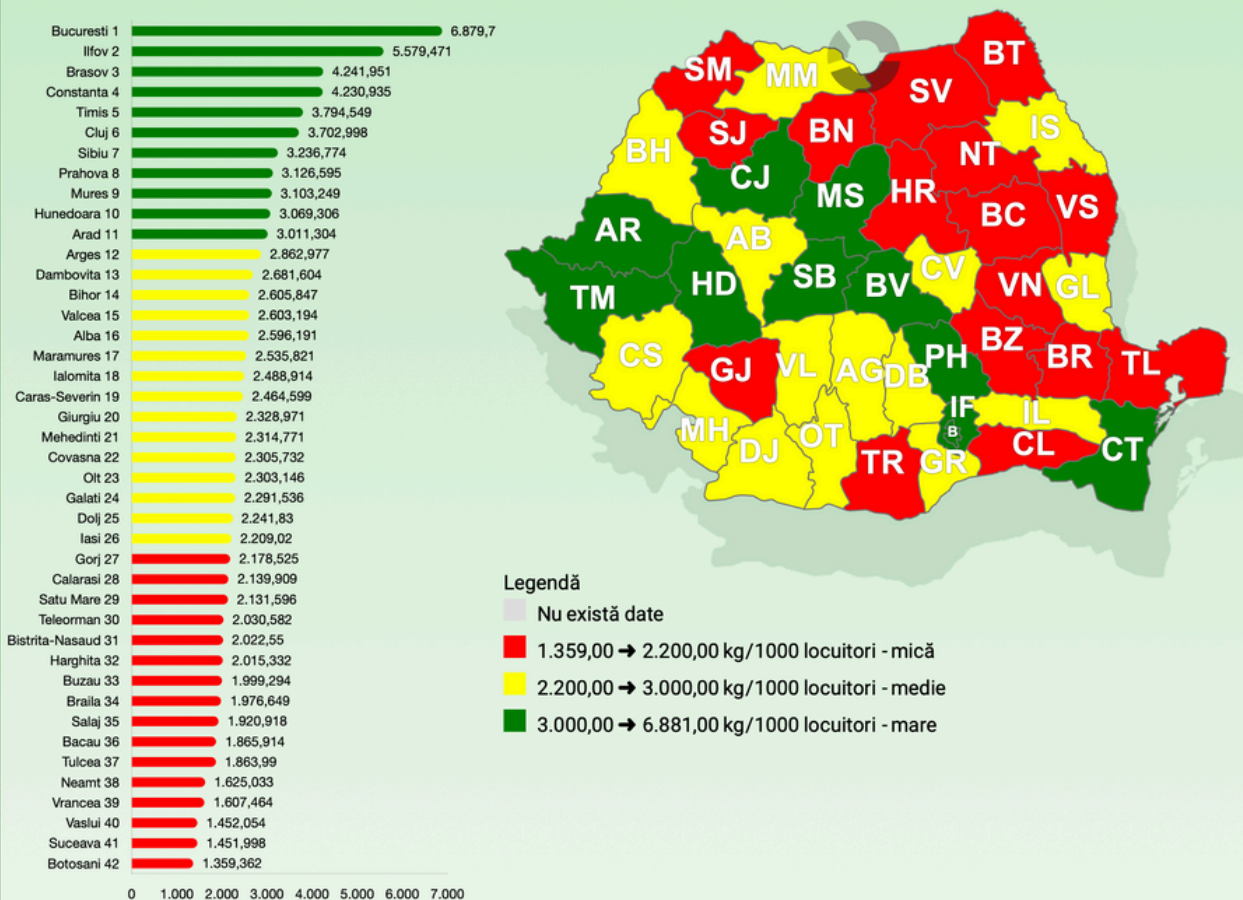 Bucuresti 1 6.879,7
Ilfov 2 5.579,471
Brasov 3 4.241,951
Constanta 4 4.230,935
Timis 5 3.794,549
Cluj 6 3.702,998
Sibiu 7 3.236,774
Prahova 8 3.126,595
Mures 9 3.103,249
Hunedoara 10 3.069,306
Arad 11 3.011,304
Arges 12 2.862,977
Dambovita 13 2.681,604
Bihor 14 2.605,847
Valcea 15 2.603,194
Alba 16 2.596,191
Maramures 17 2.535,821
Ialomita 18 2.488,914
Caras-Severin 19 2.464,599
Giurgiu 20 2.328,971
Mehedinti 21 2.314,771
Covasna 22 2.305,732
Olt 23 2.303,146
Galati 24 2.291,536
Dolj 25 2.241,83
Iasi 26 2.209,02
Gorj 27 2.178,525
Calarasi 28 2.139,909
Satu Mare 29 2.131,596
Teleorman 30 2.030,582
Bistrita-Nasaud 31 2.022,55
Harghita 32 2.015,332
Buzau 33 1.999,294
Braila 34 1.976,649
Salaj 35 1.920,918
Bacau 36 1.865,914
Tulcea 37 1.863,99
Neamt 38 1.625,033
Vrancea 39 1.607,464
Vaslui 40 1.452,054
Suceava 41 1.451,998
Botosani 42 1.359,362
0 1.000 2.000 3.000 4.000 5.000 6.000 7.000
BT
SM MM
SV
SJ BN IS
BH NT
CJ MS HR VS
BC
AR AB
CV
HD SB BV VN GL
TM
CS GJ VL AG DB PH BZ BR TL
IF IL
MH OT B
DJ TR GR CL CT
Legendă
Nu există date
1.359,00 ➜ 2.200,00 kg/1000 locuitori - mică
2.200,00 ➜ 3.000,00 kg/1000 locuitori - medie
3.000,00 ➜ 6.881,00 kg/1000 locuitori - mare